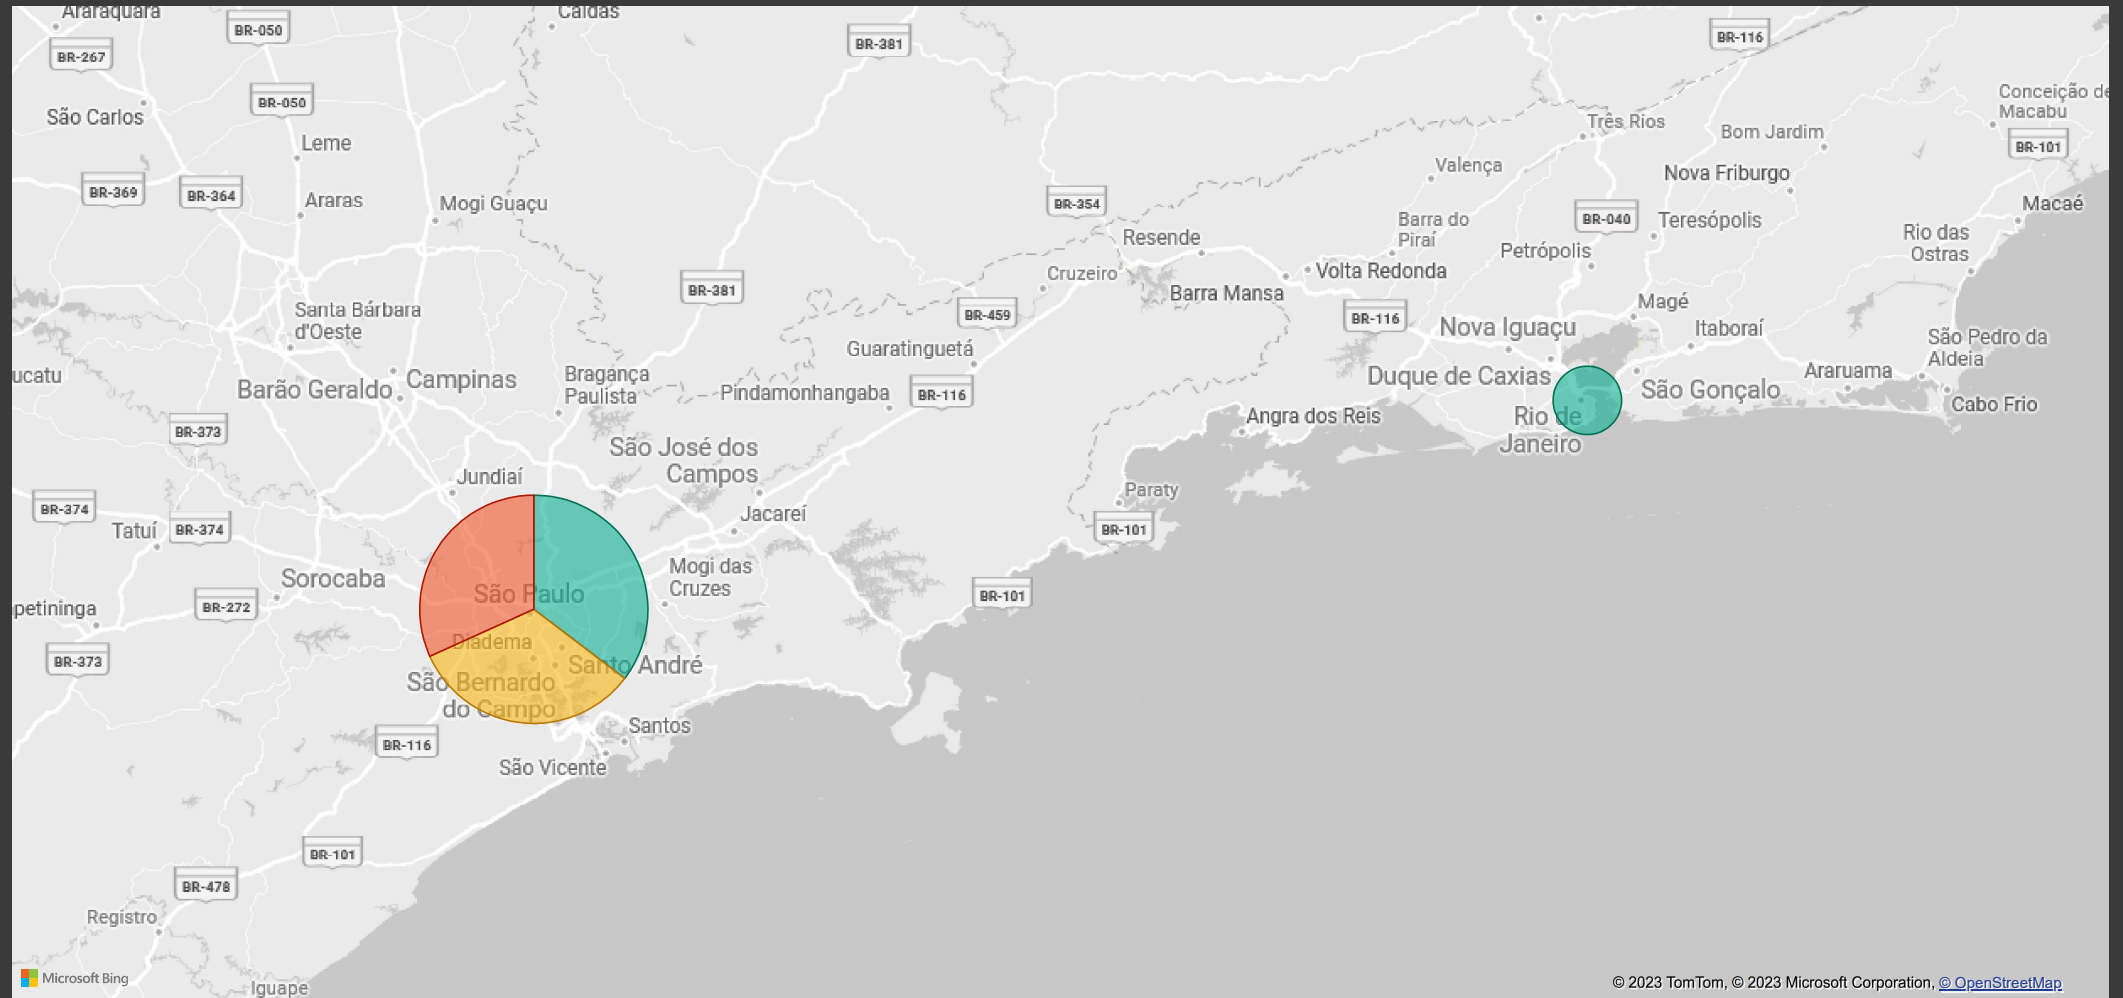 Araraquara
Caldas
BR-050
BR-381
BR-116
BR-267
BR-050
São Carlos
Conceição de
Macabu
Três Rios
Bom Jardim
Leme
BR-101
Valença
Nova Friburgo
BR-369
BR-364
Araras
Mogi Guaçu
BR-354
Barra do
Piraí
BR-040
Teresópolis
Macaé
Resende
Petrópolis
Rio das
Ostras
Cruzeiro
Volta Redonda
BR-381
Barra Mansa
Magé
Santa Bárbara
d'Oeste
BR-459
BR-116
Nova Iguaçu
Itaboraí
São Pedro da
Aldeia
Guaratinguetá
ucatu
Barão Geraldo
Campinas
Bragança
Paulista
Pindamonhangaba
BR-116
Duque de Caxias
São Gonçalo
Araruama
Cabo Frio
Angra dos Reis
Rio de
Janeiro
BR-373
São José dos
Campos
Jundiaí
Paraty
BR-374
Tatuí
BR-374
Jacareí
BR-101
Sorocaba
São Paulo
Mogi das
Cruzes
BR-101
petininga
BR-272
Diadema
BR-373
Santo André
São Bernardo
do Campo
Santos
BR-116
São Vicente
BR-101
BR-478
Registro
Iguape
Microsoft Bing
© 2023 TomTom, © 2023 Microsoft Corporation, © OpenStreetMap